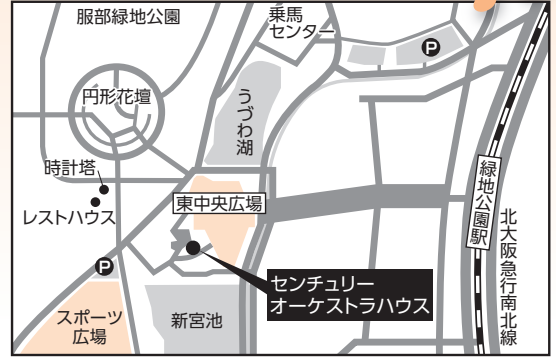 服部緑地公園
乗馬
センター
P
円形花壇
うづわ湖
時計塔
レストハウス
東中央広場
緑地公園駅
北大阪急行南北線
P
センチュリー
オーケストラハウス
スポーツ
広場
新宮池